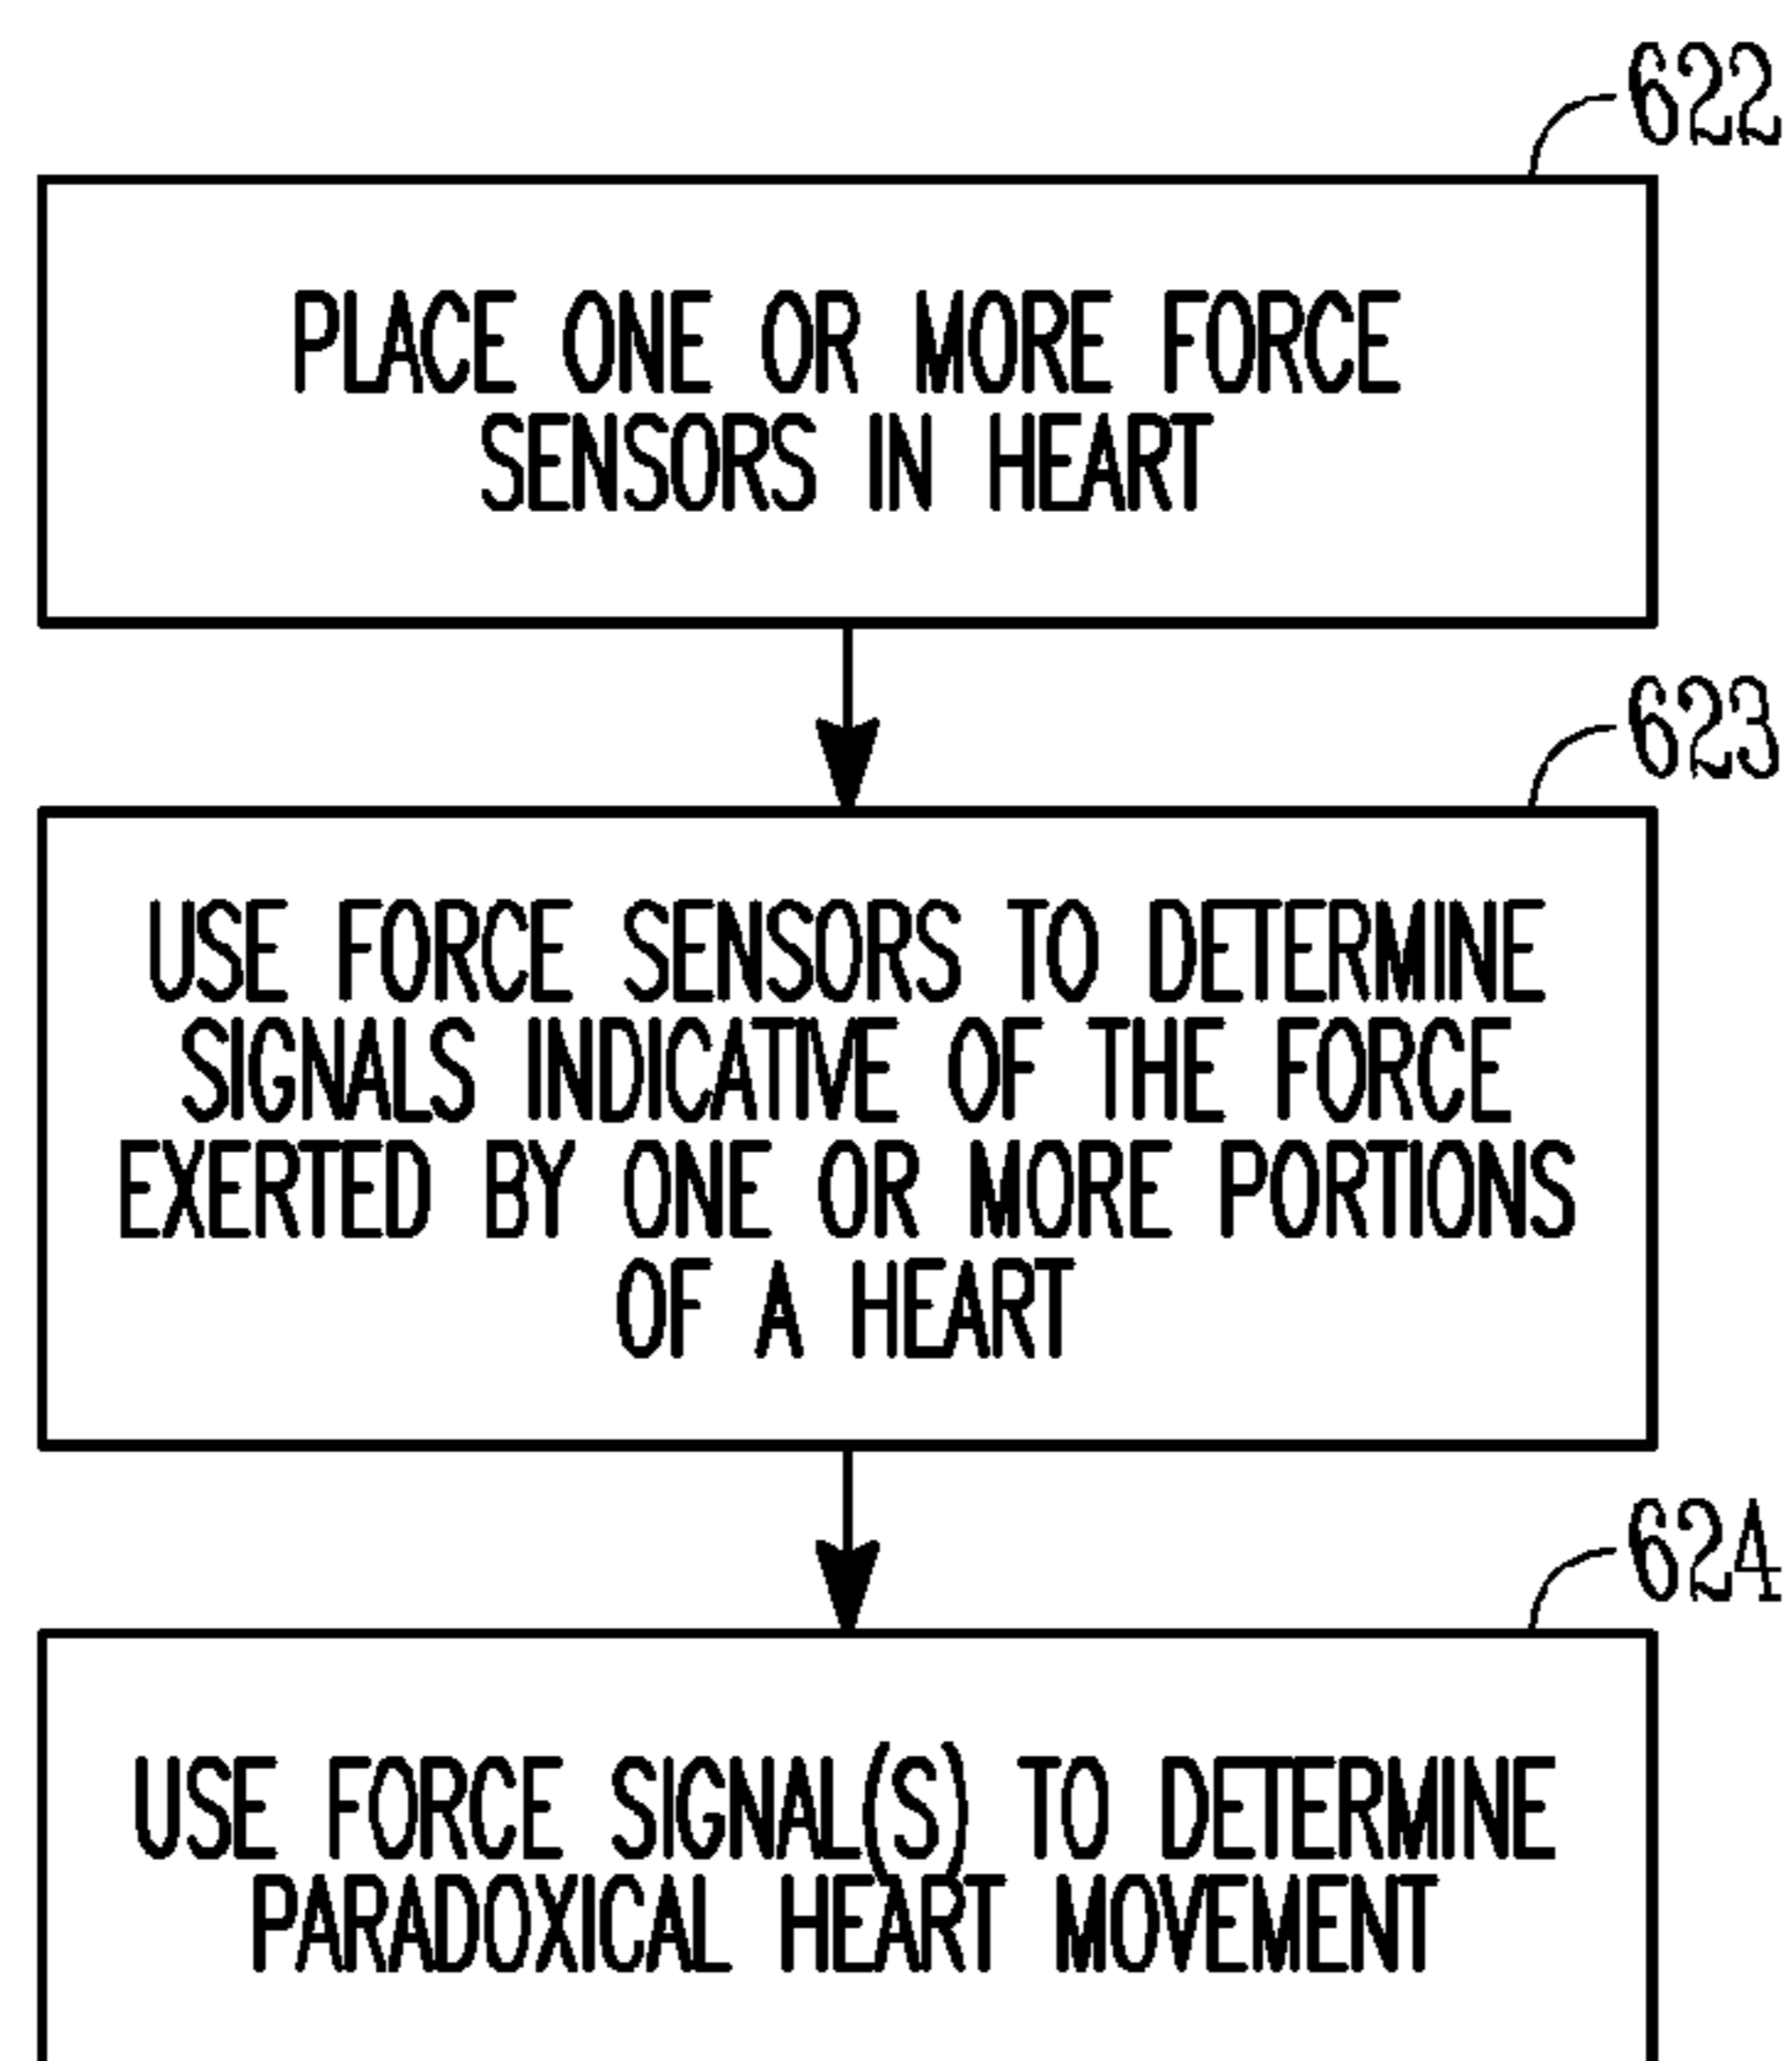 622
PLACE ONE OR MORE FORCE
SENSORS IN HEART
623
USE FORCE SENSORS TO DETERMINE
SIGNALS INDICATIVE OF THE FORCE
EXERTED BY ONE OR MORE PORTIONS
OF A HEART
624
USE FORCE SIGNAL(S) TO DETERMINE
PARADOXICAL HEART MOVEMENT